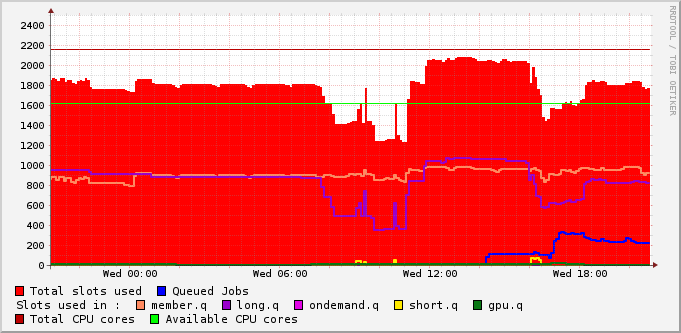 2400
2200
2000
1800
1600
1400
1200
1000
800
600
400
200
0
RRDTOOL / TOBI OETIKER
Wed 00:00 Wed 06:00 Wed 12:00 Wed 18:00
Total slots used Queued Jobs
Slots used in : member.q long.q ondemand.q short.q gpu.q
Total CPU cores Available CPU cores